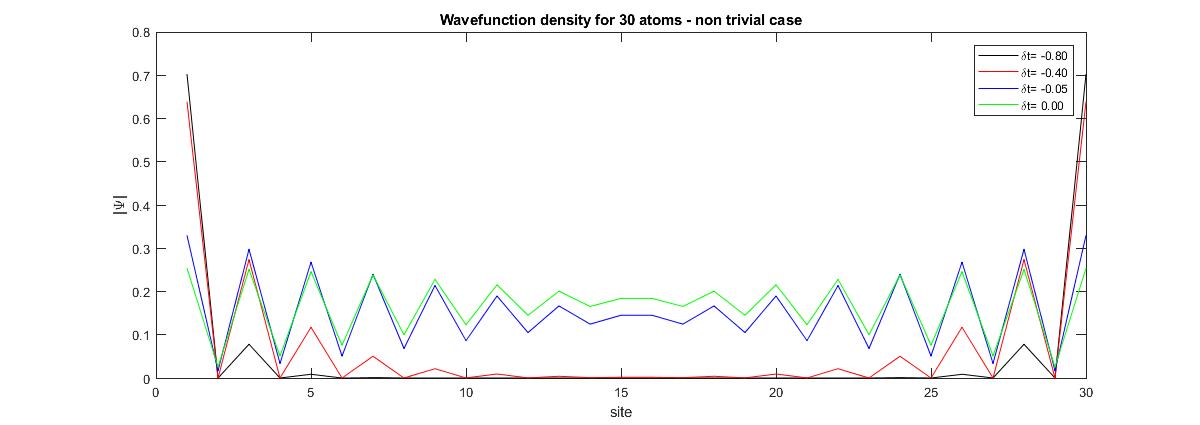 Wavefunction density for 30 atoms - non trivial case
0.8
0.7
0.6
0.5
0.4
0.3
0.2
0.1
0
|Ψ|
δt= -0.80
δt= -0.40
δt= -0.05
δt= 0.00
0 5 10 15 20 25 30
site